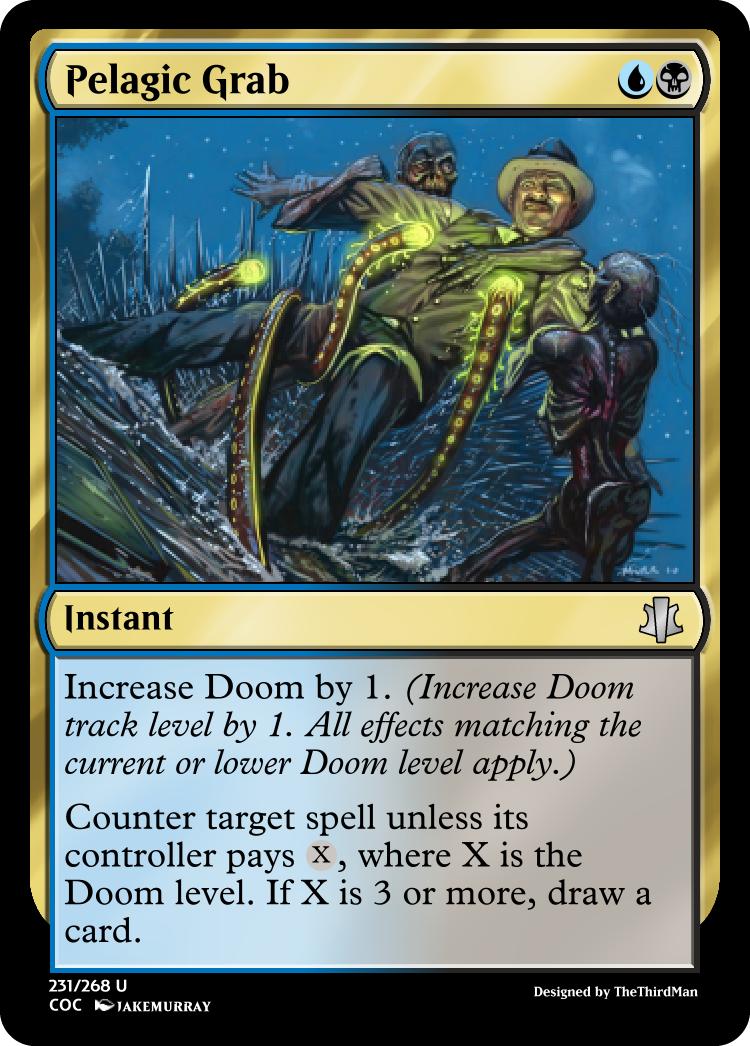 Pelagic Grab
Instant
Increase Doom by 1. (Increase Doom
track level by 1. All effects matching the
current or lower Doom level apply.)
Counter target spell unless its
controller pays X, where X is the
Doom level. If X is 3 or more, draw a
card.
231/268 U
COC JAKEMURRAY
Designed by TheThirdMan